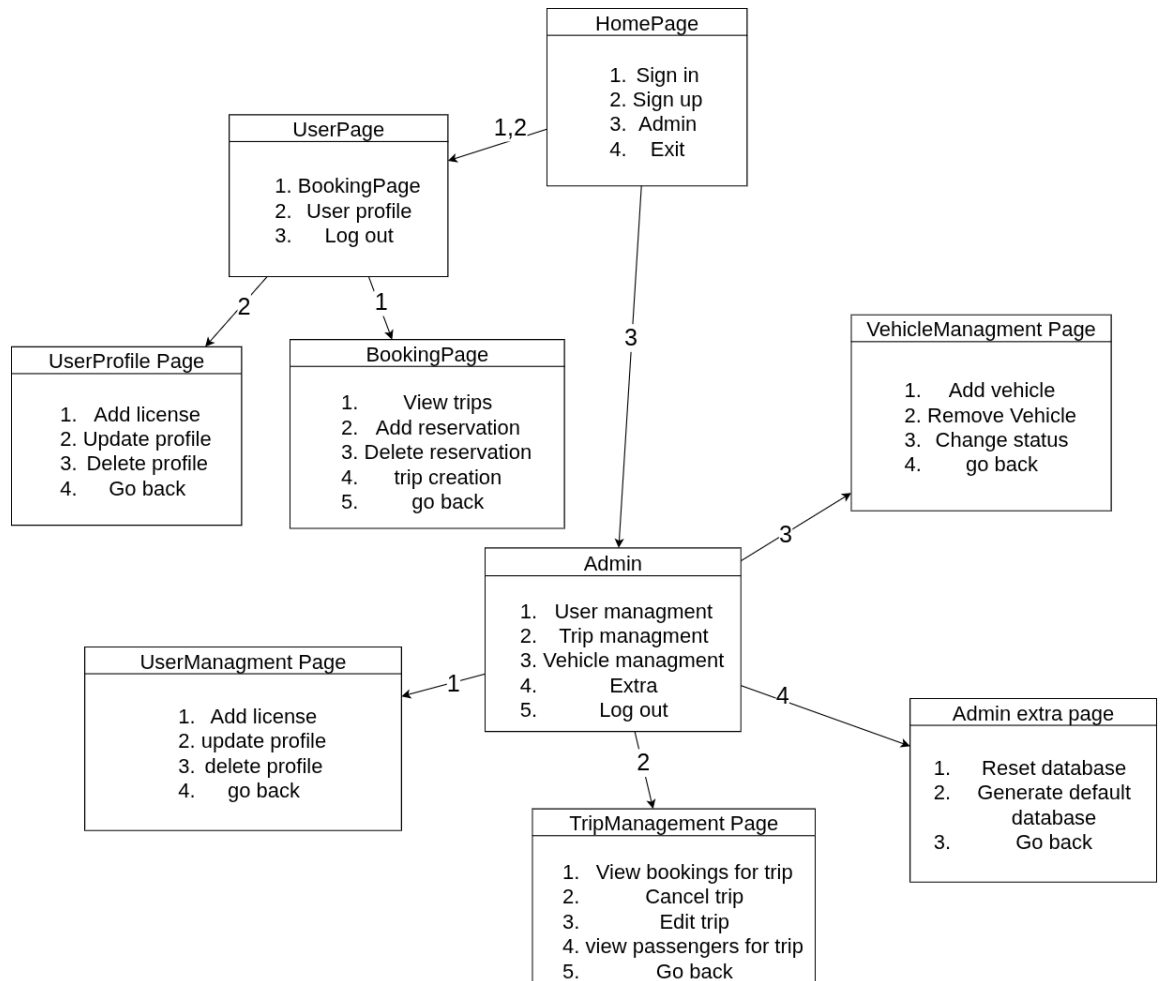 HomePage
1. Sign in
2. Sign up
3. Admin
4. Exit
1,2
UserPage
1. BookingPage
2. User profile
3. Log out
2
1
3
UserProfile Page
1. Add license
2. Update profile
3. Delete profile
4. Go back
BookingPage
1. View trips
2. Add reservation
3. Delete reservation
4. trip creation
5. go back
VehicleManagment Page
1. Add vehicle
2. Remove Vehicle
3. Change status
4. go back
3
Admin
1. User managment
2. Trip managment
3. Vehicle managment
4. Extra
5. Log out
1
UserManagment Page
1. Add license
2. update profile
3. delete profile
4. go back
4
Admin extra page
1. Reset database
2. Generate default
database
3. Go back
2
TripManagement Page
1. View bookings for trip
2. Cancel trip
3. Edit trip
4. view passengers for trip
5. Go back